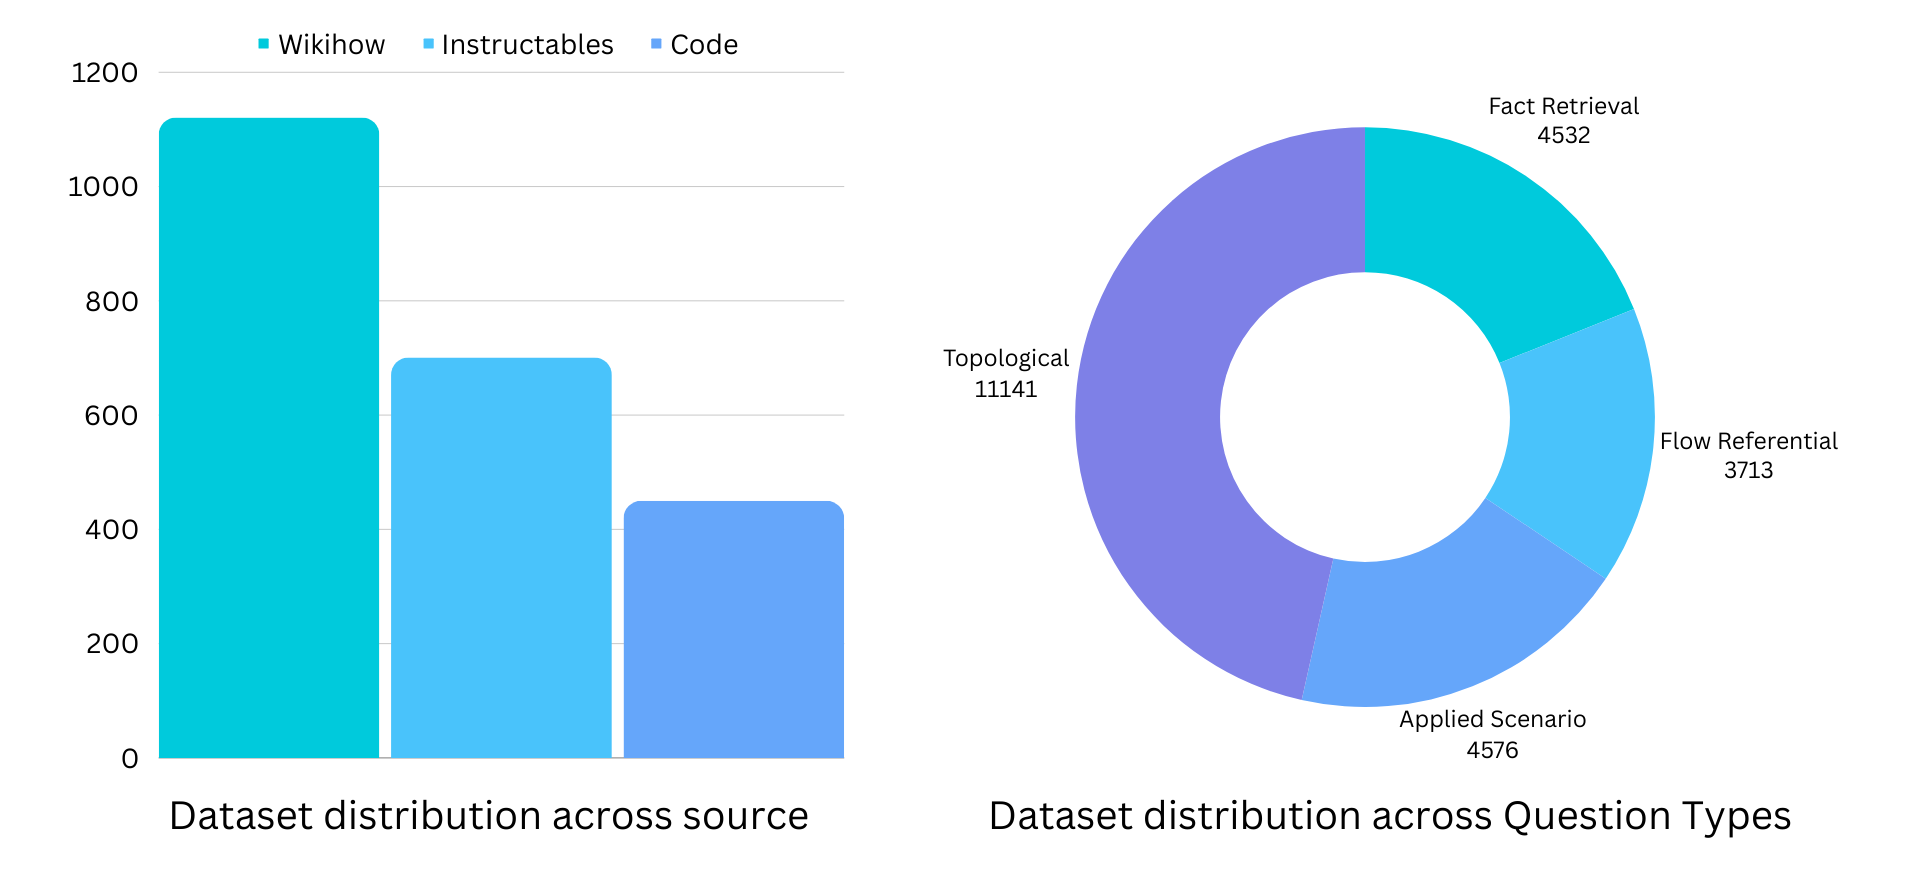 Wikihow Instructables Code
1200
1000
800
600
400
200
0
Dataset distribution across source
Fact Retrieval
4532
Topological
11141
Flow Referential
3713
Applied Scenario
4576
Dataset distribution across Question Types